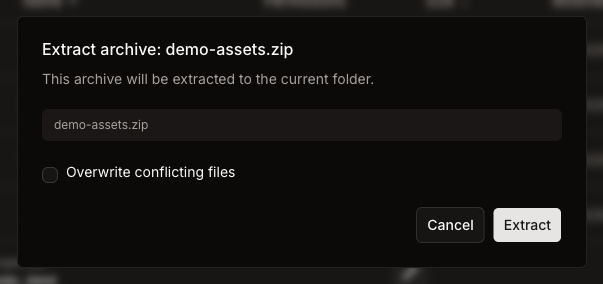 Extract archive: demo-assets.zip
This archive will be extracted to the current folder.
demo-assets.zip
Overwrite conflicting files
Cancel
Extract